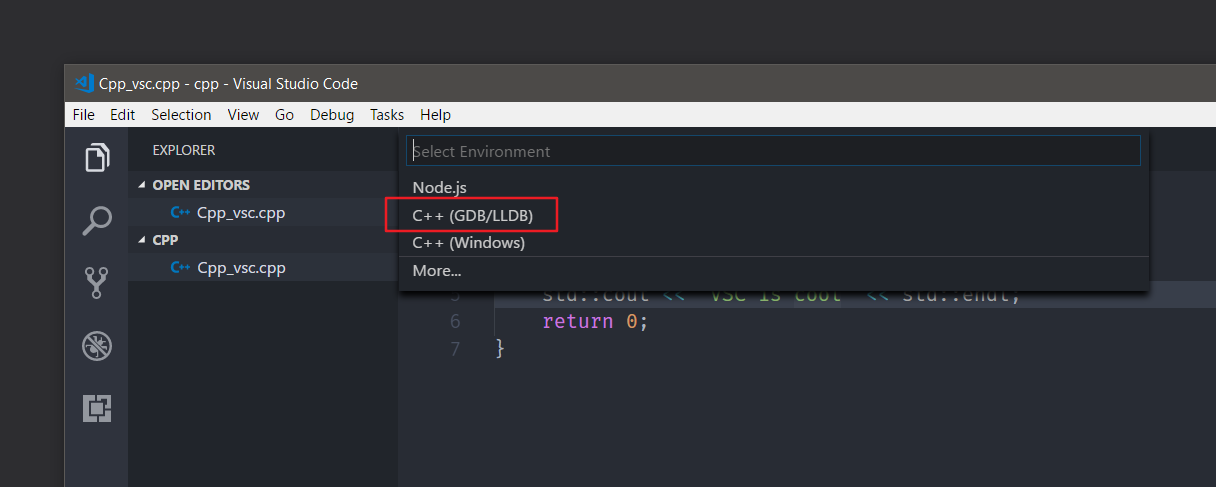 Cpp_vsc.cpp - cpp - Visual Studio Code
File Edit Selection View Go Debug Tasks Help
EXPLORER
OPEN EDITORS
C++ Cpp_vsc.cpp
CPP
C++ Cpp_vsc.cpp
Select Environment
Node.js
C++ (GDB/LLDB)
C++ (Windows)
More...
5 std::cout << "VSC is cool" << std::endl;
6 return 0;
7 }